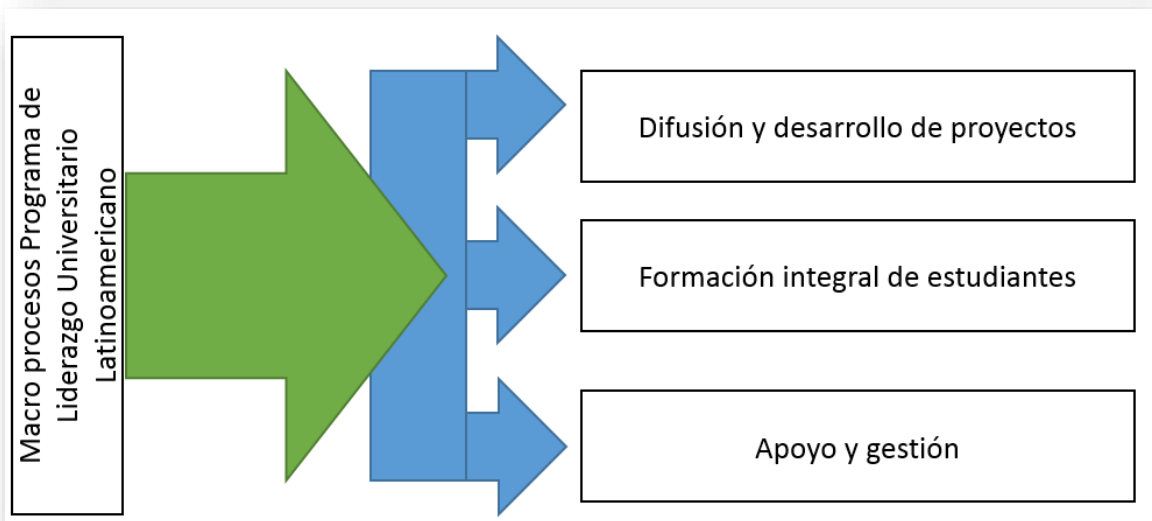 Macro procesos Programa de
Liderazgo Universitario
Latinoamericano
Difusión y desarrollo de proyectos
Formación integral de estudiantes
Apoyo y gestión